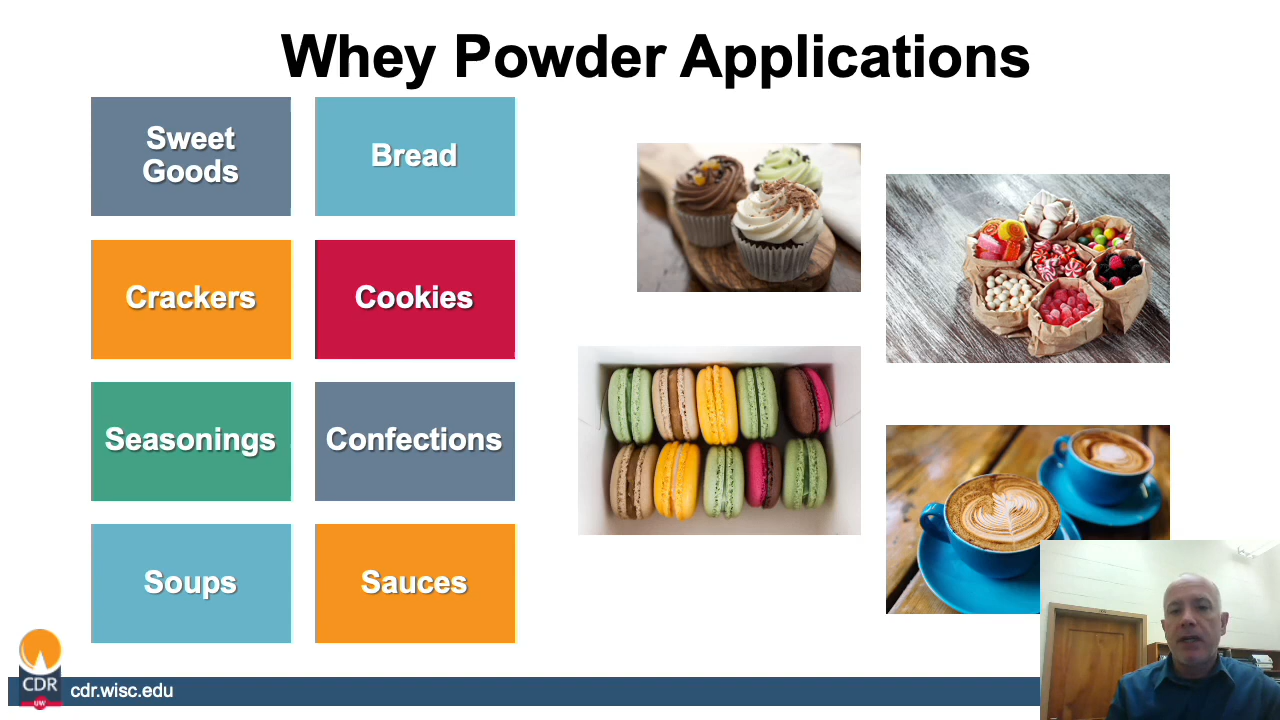 Whey Powder Applications
Sweet
Goods
Bread
Crackers
Cookies
Seasonings
Confections
Soups
Sauces
CDR
UW
cdr.wisc.edu